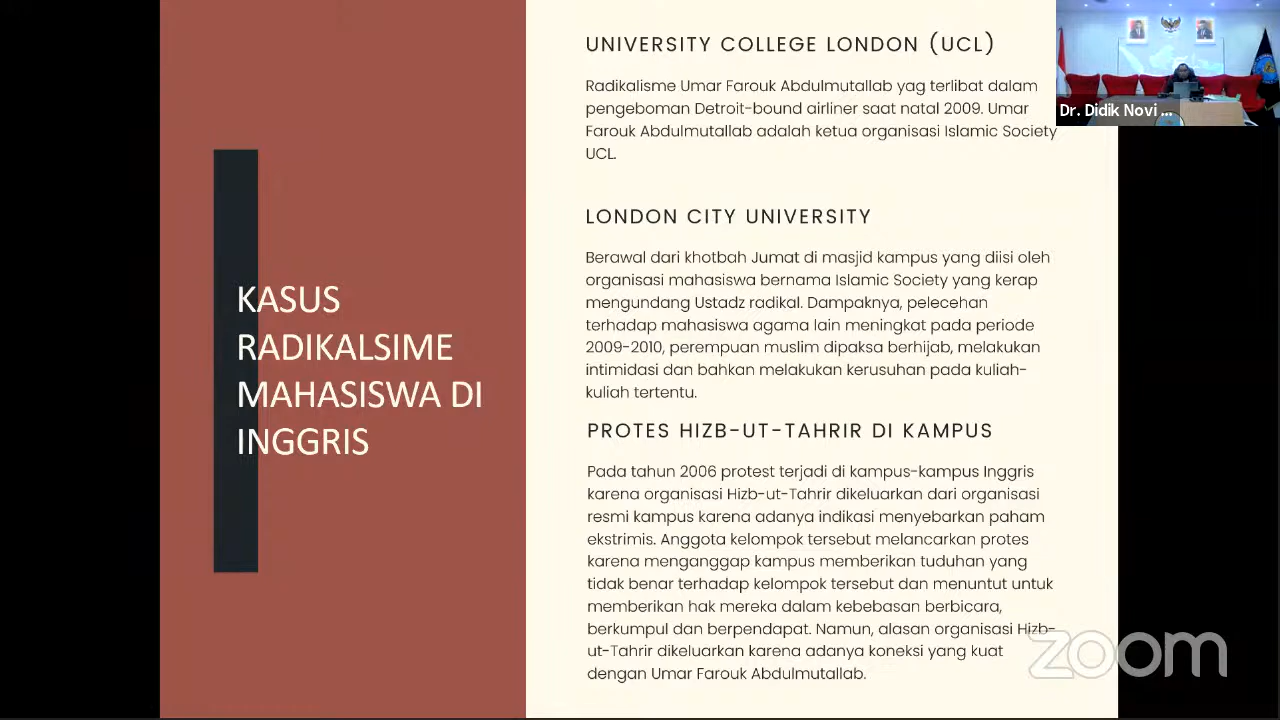 KASUS
RADIKALSIME
MAHASISWA DI
INGGRIS
UNIVERSITY COLLEGE LONDON (UCL)
Radikalisme Umar Farouk Abdulmutallab yag terlibat dalam
pengeboman Detroit-bound airliner saat natal 2009. Umar
Farouk Abdulmutallab adalah ketua organisasi Islamic Society
UCL.
LONDON CITY UNIVERSITY
Berawal dari khotbah Jumat di masjid kampus yang diisi oleh
organisasi mahasiswa bernama Islamic Society yang kerap
mengundang Ustadz radikal. Dampaknya, pelecehan
terhadap mahasiswa agama lain meningkat pada periode
2009-2010, perempuan muslim dipaksa berhijab, melakukan
intimidasi dan bahkan melakukan kerusuhan pada kuliah-
kuliah tertentu.
PROTES HIZB-UT-TAHRIR DI KAMPUS
Pada tahun 2006 protest terjadi di kampus-kampus Inggris
karena organisasi Hizb-ut-Tahrir dikeluarkan dari organisasi
resmi kampus karena adanya indikasi menyebarkan paham
ekstrimis. Anggota kelompok tersebut melancarkan protes
karena menganggap kampus memberikan tuduhan yang
tidak benar terhadap kelompok tersebut dan menuntut untuk
memberikan hak mereka dalam kebebasan berbicara,
berkumpul dan berpendapat. Namun, alasan organisasi Hizb-
ut-Tahrir dikeluarkan karena adanya koneksi yang kuat
dengan Umar Farouk Abdulmutallab.
Dr. Didik Novi ...
zoom